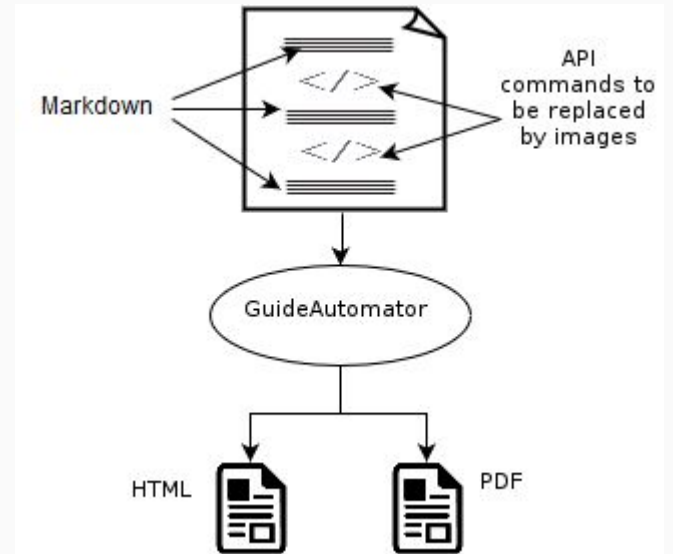 API
commands to
be replaced
by images
Markdown
</>
</>
GuideAutomator
HTML
PDF